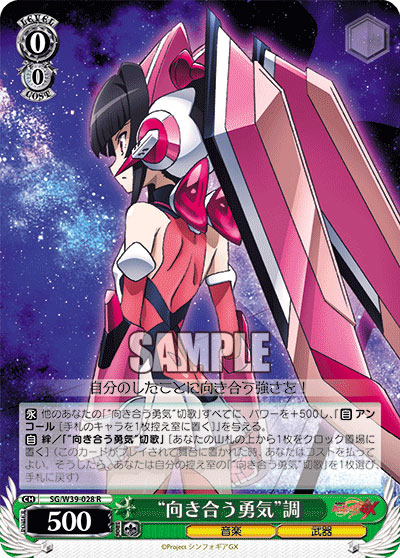 LEVEL
0
0
COST
SAMPLE
自分のしたことに向き合う強さを！
永 他のあなたの「“向き合う勇気”切歌」すべてに、パワーを＋500し、『自 アン
コール ［手札のキャラを1枚控室に置く］』を与える。
自 絆／「“向き合う勇気”切歌」 ［あなたの山札の上から1枚をクロック置場に
置く］ （このカードがプレイされて舞台に置かれた時、あなたはコストを払ってよ
い。そうしたら、あなたは自分の控え室の「“向き合う勇気”切歌」を1枚選び、手
札に戻す）
CH
SG/W39-028 R
500
“向き合う勇気”調
音楽
武器
©Project シンフォギアGX